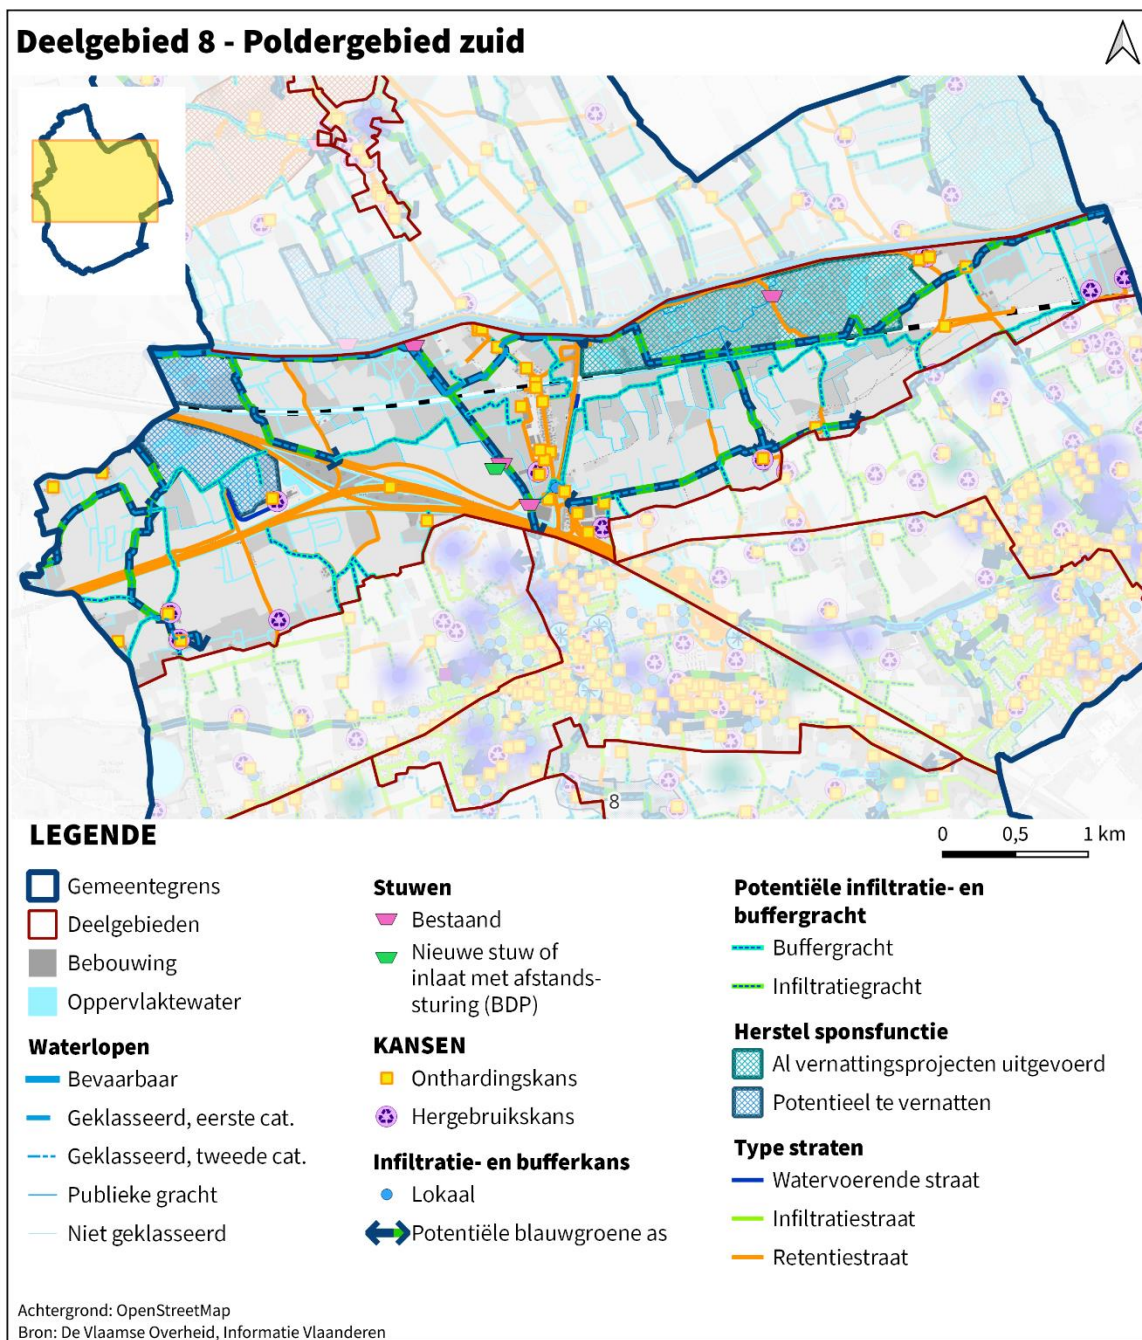 Deelgebied 8 - Poldergebied zuid
8
LEGENDE
0 0,5 1 km
Gemeentegrens
Deelgebieden
Bebouwing
Oppervlaktewater
Waterlopen
Bevaarbaar
Geklasseerd, eerste cat.
Geklasseerd, tweede cat.
Publieke gracht
Niet geklasseerd
Stuwen
Bestaand
Nieuwe stuw of
inlaat met afstands-
sturing (BDP)
KANSEN
Onthardingskans
Hergebruikskans
Infiltratie- en bufferkans
Lokaal
Potentiële blauwgroene as
Potentiële infiltratie- en
buffergracht
Buffergracht
Infiltratiegracht
Herstel sponsfunctie
Al vernattingsprojecten uitgevoerd
Potentieel te vernatten
Type straten
Watervoerende straat
Infiltratiestraat
Retentiestraat
Achtergrond: OpenStreetMap
Bron: De Vlaamse Overheid, Informatie Vlaanderen